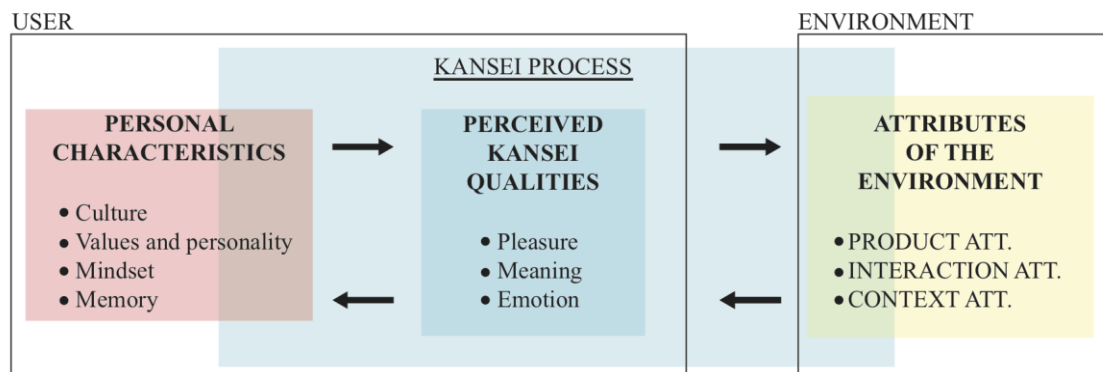 USER
ENVIRONMENT
KANSEI PROCESS
PERSONAL
CHARACTERISTICS
• Culture
• Values and personality
• Mindset
• Memory
PERCEIVED
KANSEI
QUALITIES
• Pleasure
• Meaning
• Emotion
ATTRIBUTES
OF THE
ENVIRONMENT
• PRODUCT ATT.
• INTERACTION ATT.
• CONTEXT ATT.